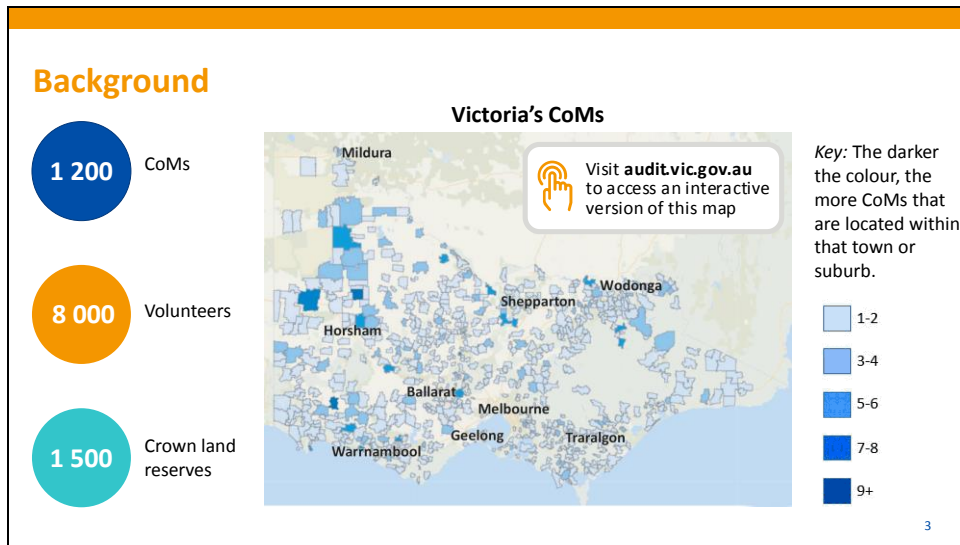 Background
1 200
CoMs
8 000
Volunteers
1 500
Crown land
reserves
Victoria’s CoMs
Visit audit.vic.gov.au
to access an interactive
version of this map
Mildura
Wodonga
Shepparton
Horsham
Ballarat
Melbourne
Geelong
Traralgon
Warrnambool
Key: The darker
the colour, the
more CoMs that
are located within
that town or
suburb.
1-2
3-4
5-6
7-8
9+
3